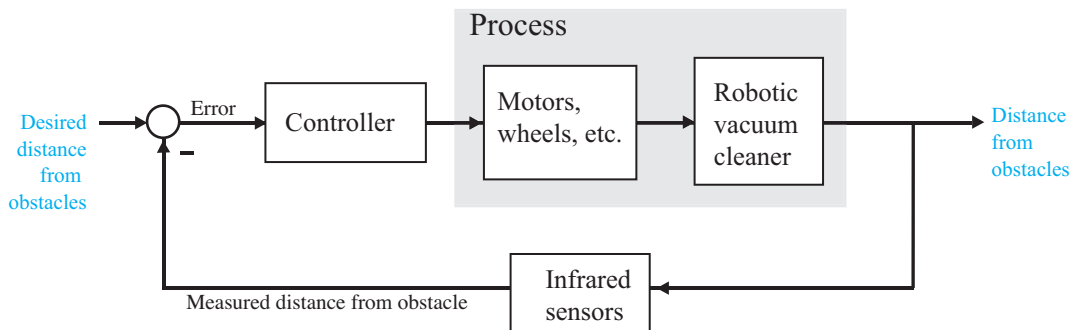 Process
Desired
distance
from
obstacles
Error
Controller
Motors,
wheels, etc.
Robotic
vacuum
cleaner
Distance
from
obstacles
Measured distance from obstacle
Infrared
sensors